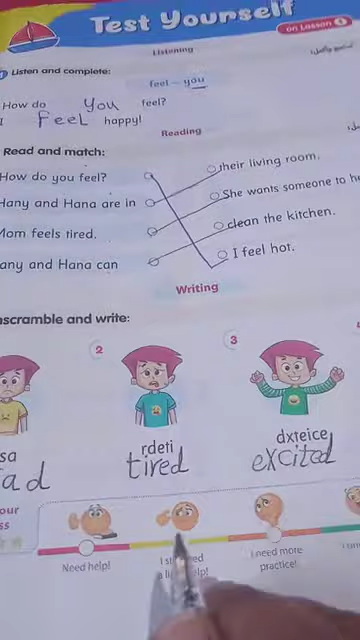 Test Yourself
on Lesson
Listening
Listen and complete:
feel - you
How do you feel?
I feel happy!
Reading
Read and match:
How do you feel?
their living room.
Hany and Hana are in
She wants someone to he
Mom feels tired.
clean the kitchen.
any and Hana can
I feel hot.
Writing
nscramble and write:
2
3
sa
rdeti
dxteice
ad
tired
excited
our
ss
Need help!
I need more
practice!